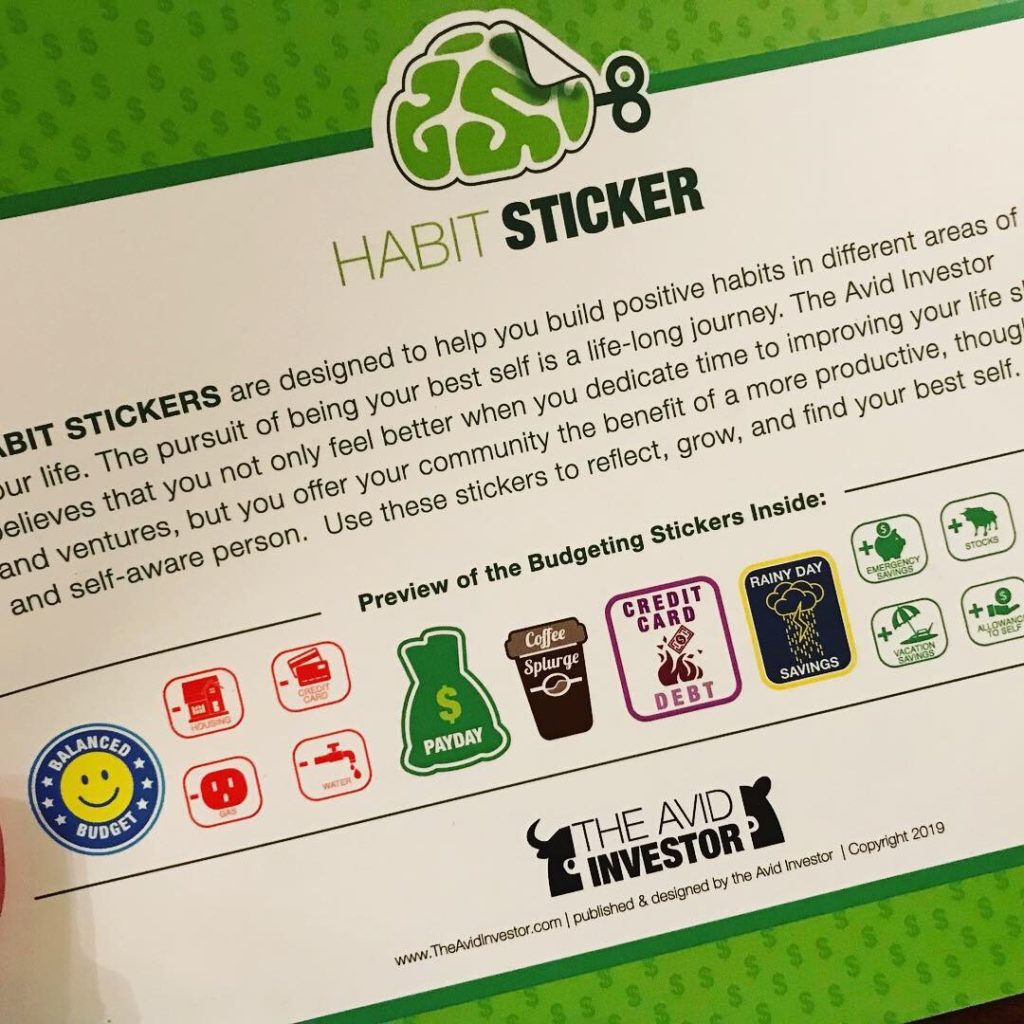 HABIT STICKER
ABIT STICKERS are designed to help you build positive habits in different areas of
our life. The pursuit of being your best self is a life-long journey. The Avid Investor
elieves that you not only feel better when you dedicate time to improving your life
and ventures, but you offer your community the benefit of a more productive,
and self-aware person. Use these stickers to reflect, grow, and find your best self.
Preview of the Budgeting Stickers Inside:
BALANCED
BUDGET
- HOUSING
- CREDIT
CARD
- GAS
- WATER
$
PAYDAY
Coffee
Splurge
CREDIT
CARD
DEBT
RAINY DAY
SAVINGS
+ $
EMERGENCY
SAVINGS
+
STOCKS
+
VACATION
SAVINGS
+ $
ALLOWANCE
TO SELF
THE AVID
INVESTOR
www.TheAvidInvestor.com | published & designed by the Avid Investor | Copyright 2019